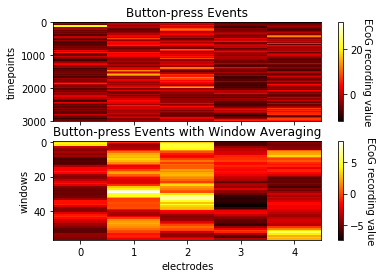 Button-press Events
0
1000
2000
3000
timepoints
20
0
ECoG recording value
Button-press Events with Window Averaging
0
20
40
windows
5
0
−5
ECoG recording value
0 1 2 3 4
electrodes